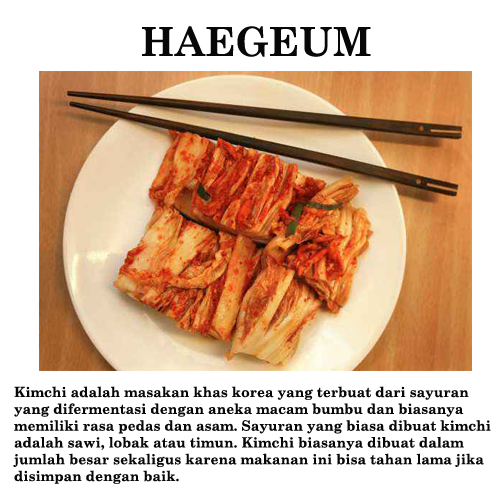 HAEGEUM
Kimchi adalah masakan khas korea yang terbuat dari sayuran
yang difermentasi dengan aneka macam bumbu dan biasanya
memiliki rasa pedas dan asam. Sayuran yang biasa dibuat kimchi
adalah sawi, lobak atau timun. Kimchi biasanya dibuat dalam
jumlah besar sekaligus karena makanan ini bisa tahan lama jika
disimpan dengan baik.